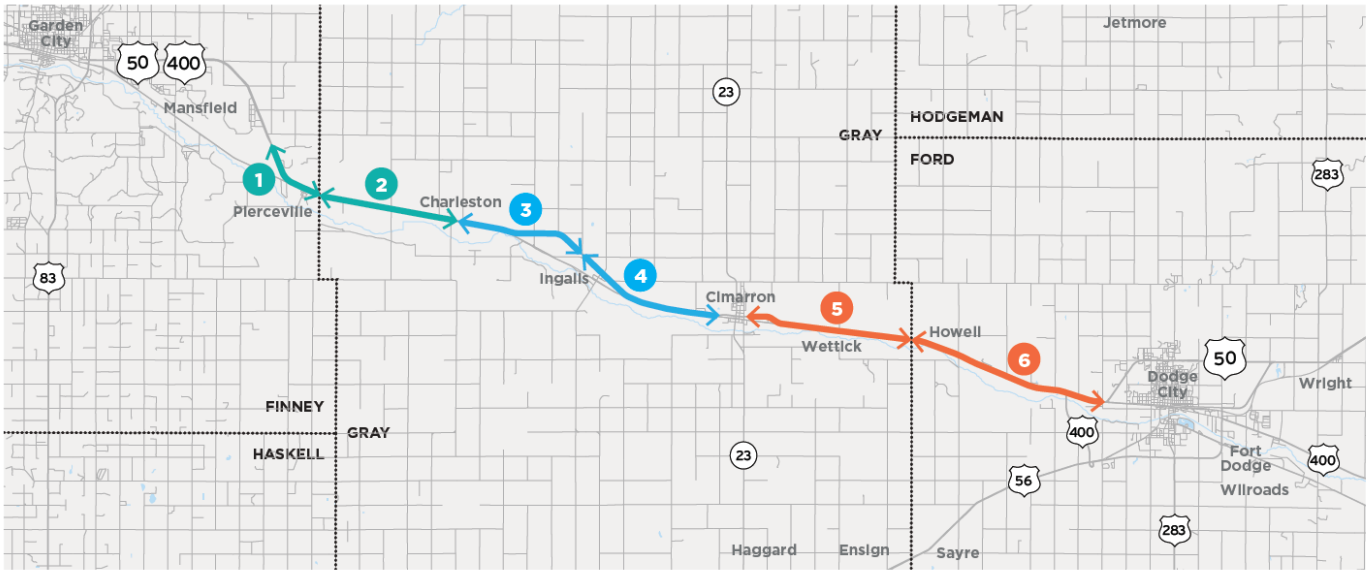 Garden
City
50
400
Jetmore
23
Mansfield
HODGEMAN
GRAY
FORD
283
1
2
Pierceville
Charleston
3
83
Ingalls
4
Cimarron
5
Wettick
Howell
6
50
Dodge
City
Wright
FINNEY
GRAY
HASKELL
400
23
Fort
Dodge
400
56
Wilroads
283
Haggard
Ensign
Sayre